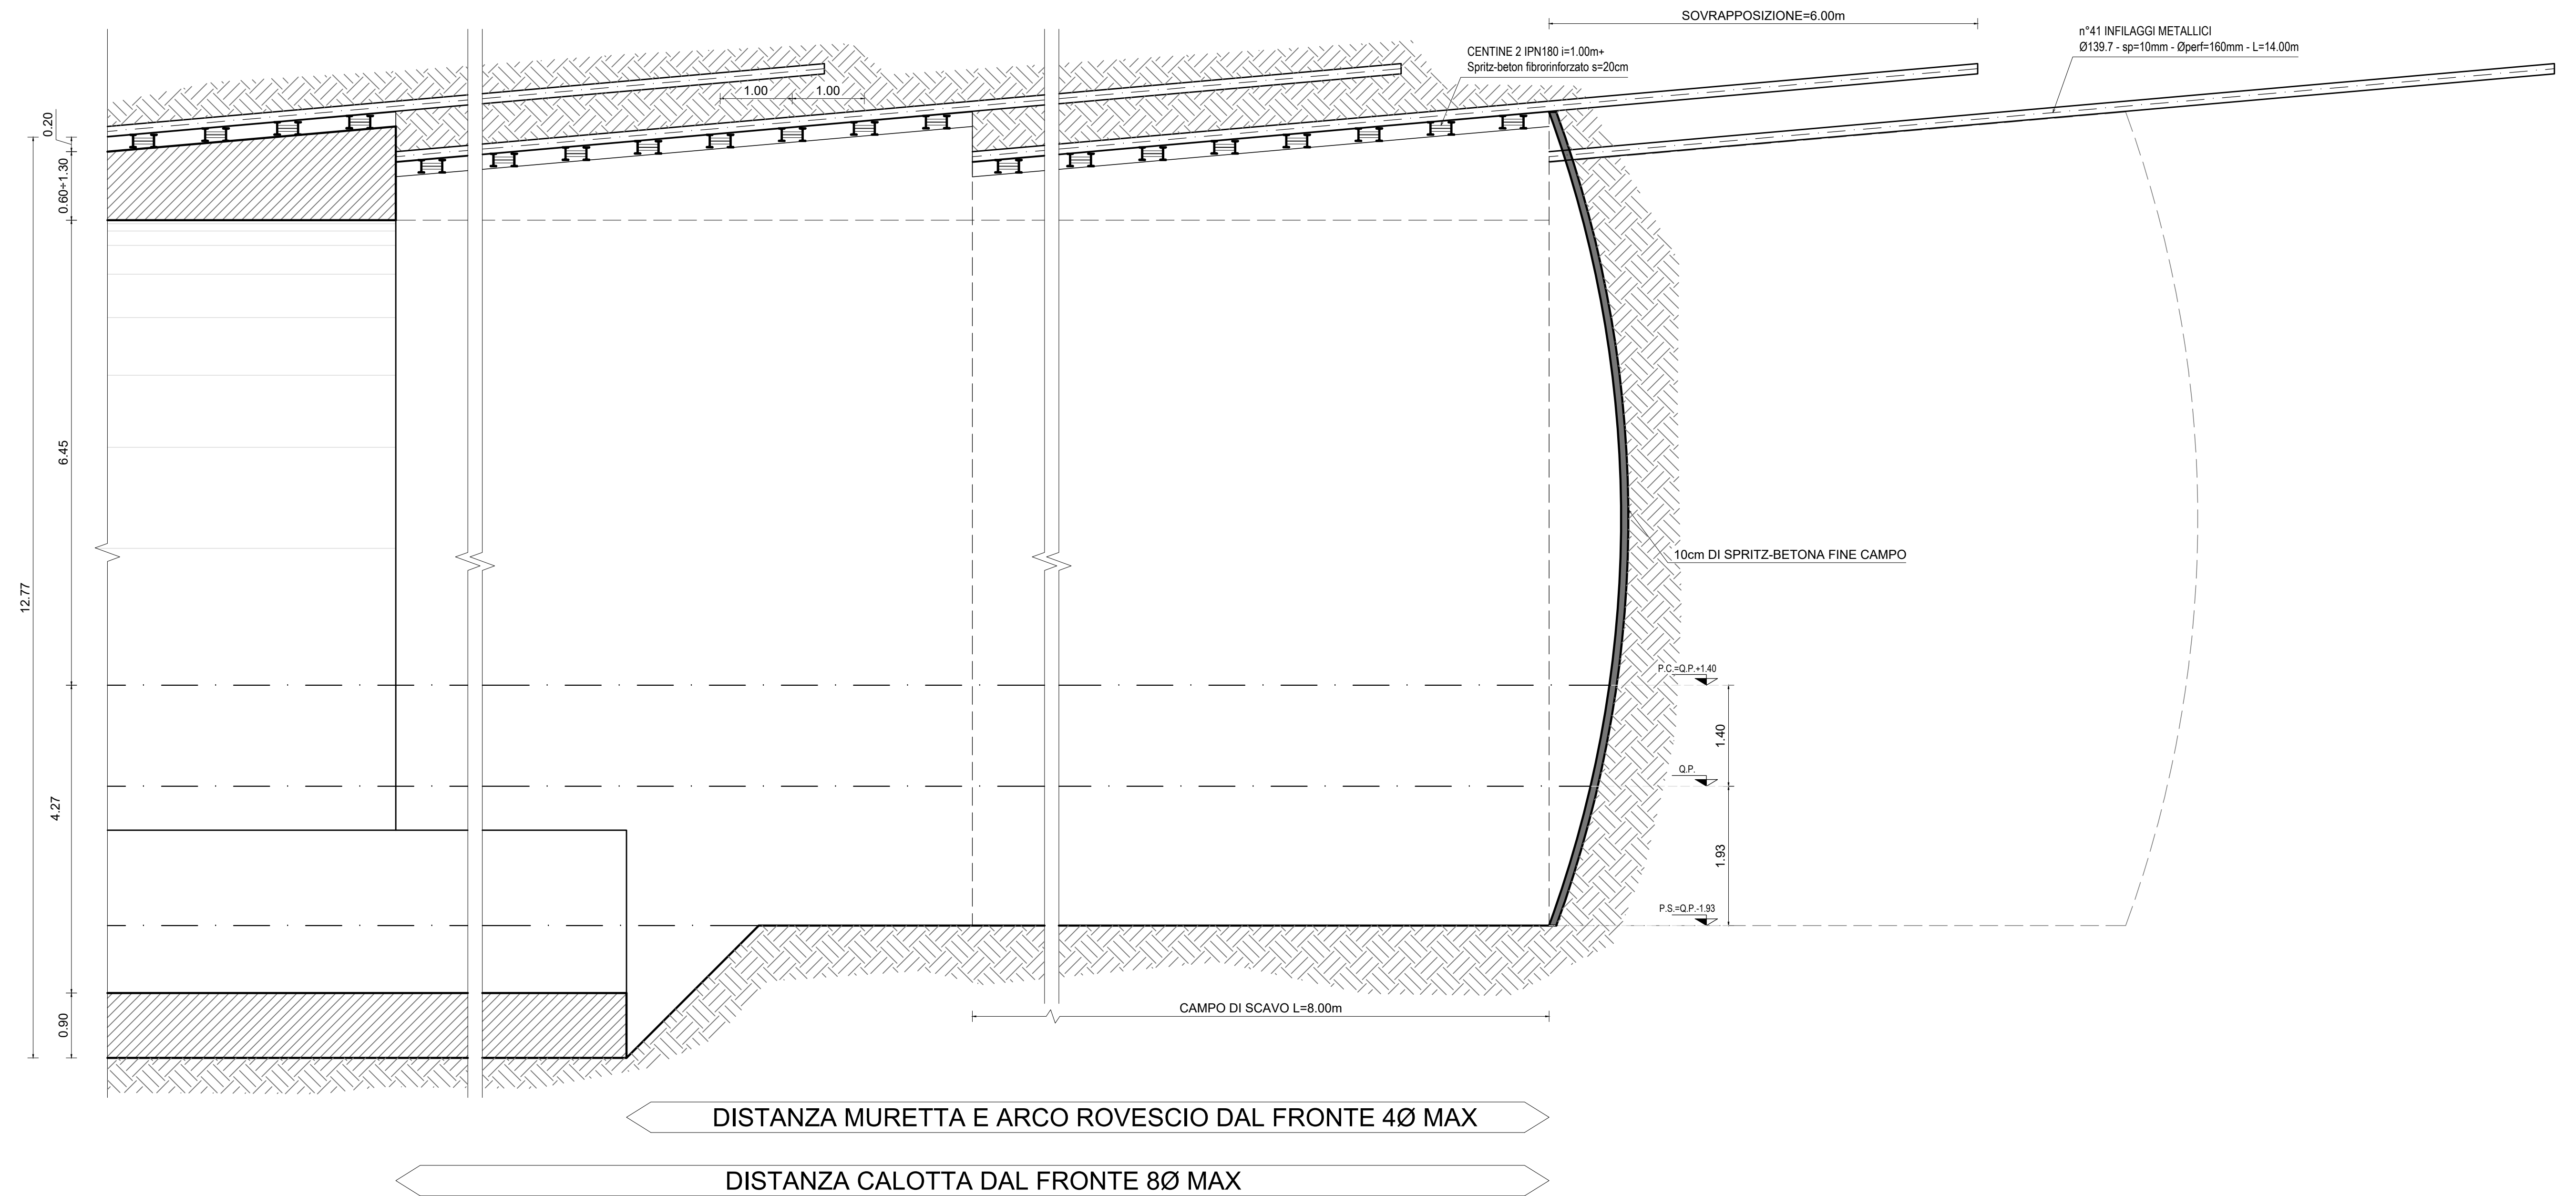 SOVRAPPOSIZIONE=6.00m
n°41 INFILAGGI METALLICI
Ø139.7 - sp=10mm - Øperf=160mm - L=14.00m
CENTINE 2 IPN180 i=1.00m+
Spritz-beton fibrorinforzato s=20cm
1.00
1.00
0.20
0.60÷1.30
6.45
12.77
4.27
0.90
10cm DI SPRITZ-BETONA FINE CAMPO
P.C.=Q.P.+1.40
1.40
Q.P.
1.93
P.S.=Q.P.-1.93
CAMPO DI SCAVO L=8.00m
DISTANZA MURETTA E ARCO ROVESCIO DAL FRONTE 4Ø MAX
DISTANZA CALOTTA DAL FRONTE 8Ø MAX